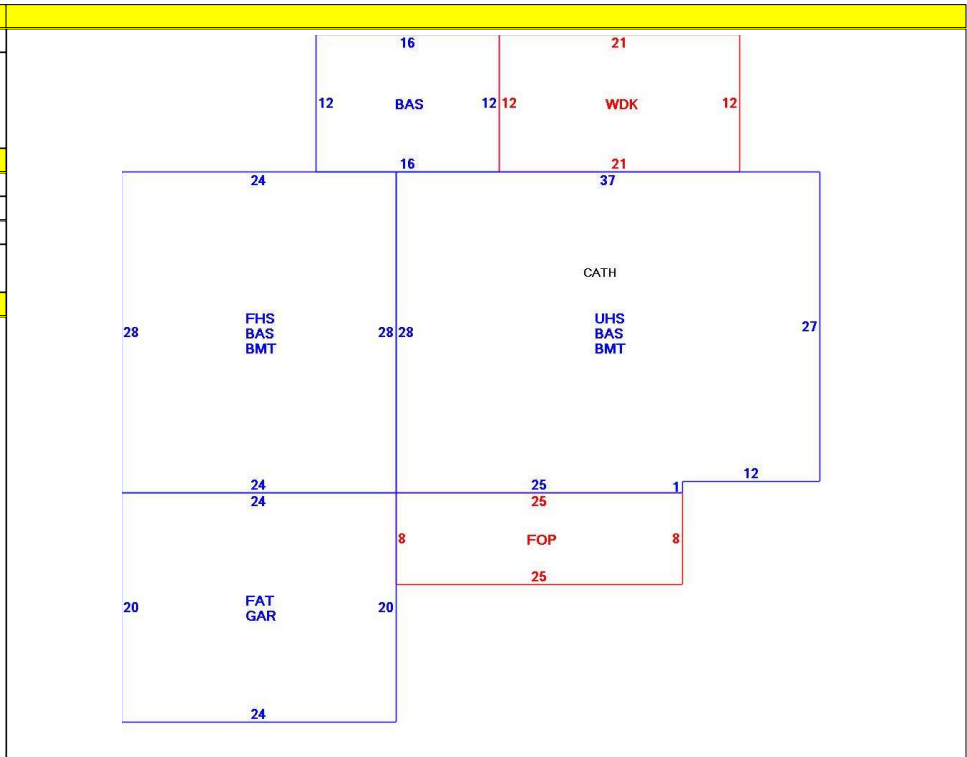 16 21
12 BAS 12 12 WDK 12
16 21
24 37
CATH
FHS
BAS
BMT
UHS
BAS
BMT
28 28 28 27
12
24 25 1
24 25
8 FOP 8
25
FAT
GAR
20 20
24